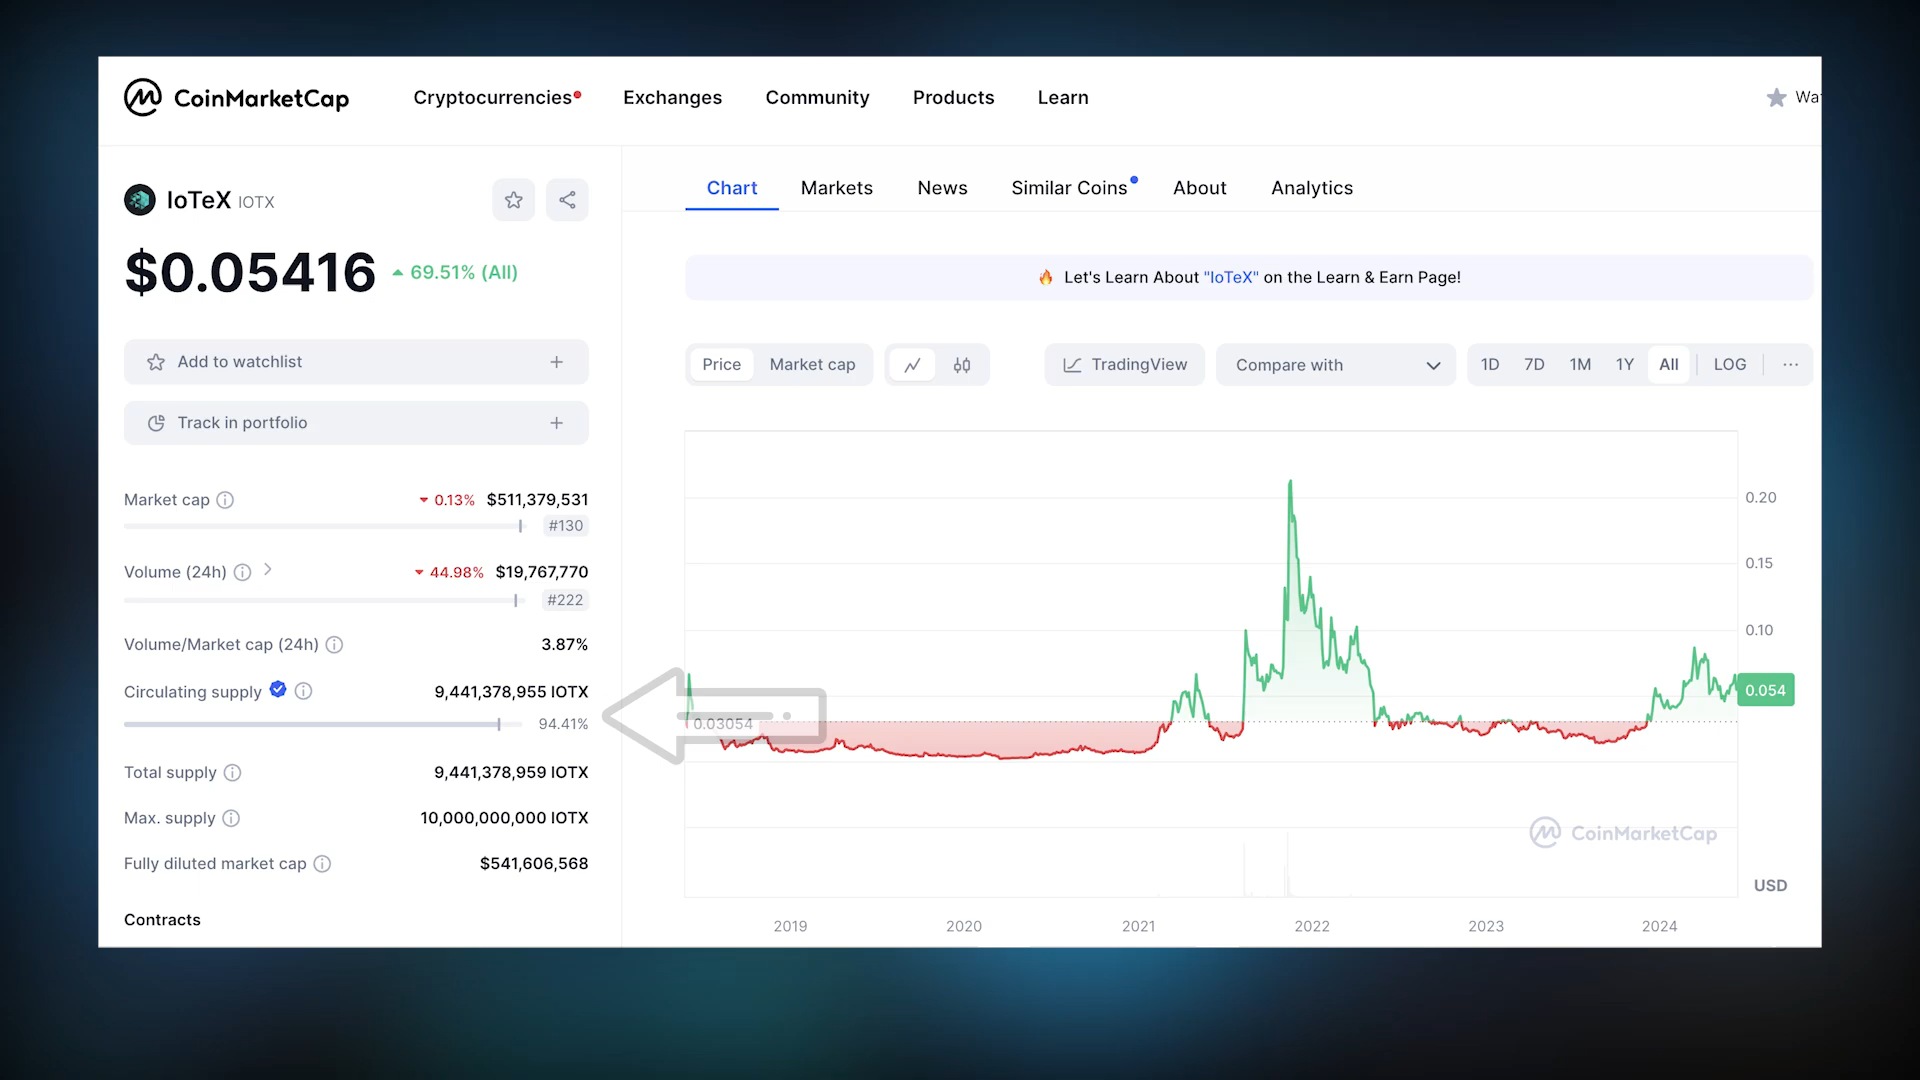 CoinMarketCap Cryptocurrencies Exchanges Community Products Learn Wa
IoTeX IOTX
$0.05416 69.51% (All)
Add to watchlist
Track in portfolio
Market cap 0.13% $511,379,531
#130
Volume (24h) 44.98% $19,767,770
#222
Volume/Market cap (24h) 3.87%
Circulating supply 9,441,378,955 IOTX
94.41%
Total supply 9,441,378,959 IOTX
Max. supply 10,000,000,000 IOTX
Fully diluted market cap $541,606,568
Contracts
Chart Markets News Similar Coins About Analytics
🔥 Let's Learn About "IoTeX" on the Learn & Earn Page!
Price Market cap TradingView Compare with 1D 7D 1M 1Y All LOG ...
0.20
0.15
0.10
0.054
0.03054
CoinMarketCap
USD
2019 2020 2021 2022 2023 2024